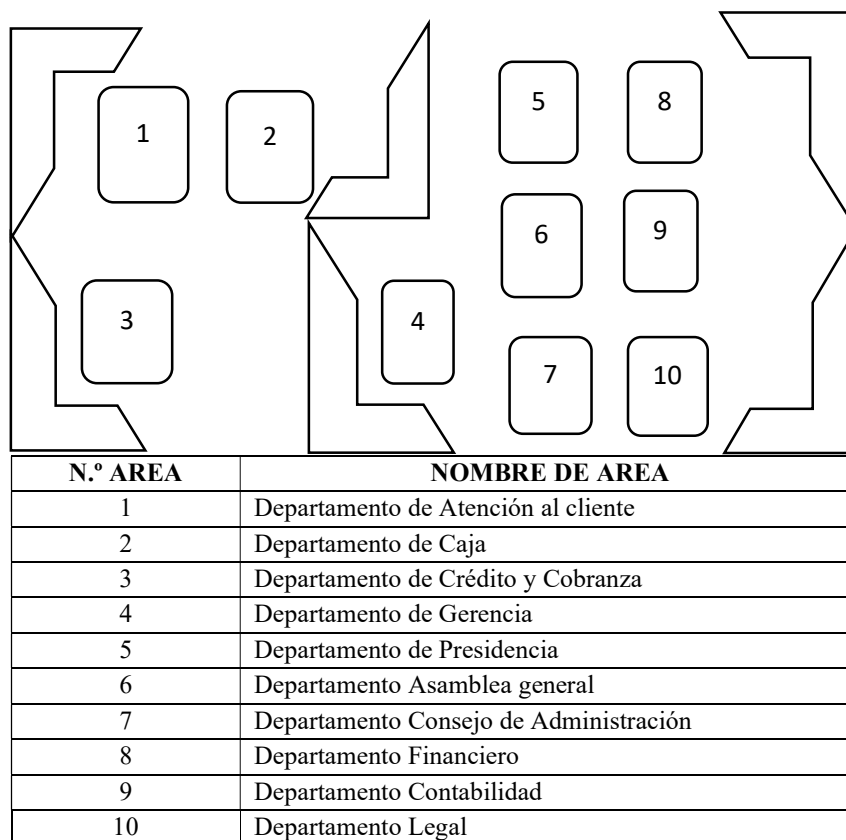 1
2
5
8
6
9
3
4
7
10
N.º AREA NOMBRE DE AREA
1 Departamento de Atención al cliente
2 Departamento de Caja
3 Departamento de Crédito y Cobranza
4 Departamento de Gerencia
5 Departamento de Presidencia
6 Departamento Asamblea general
7 Departamento Consejo de Administración
8 Departamento Financiero
9 Departamento Contabilidad
10 Departamento Legal